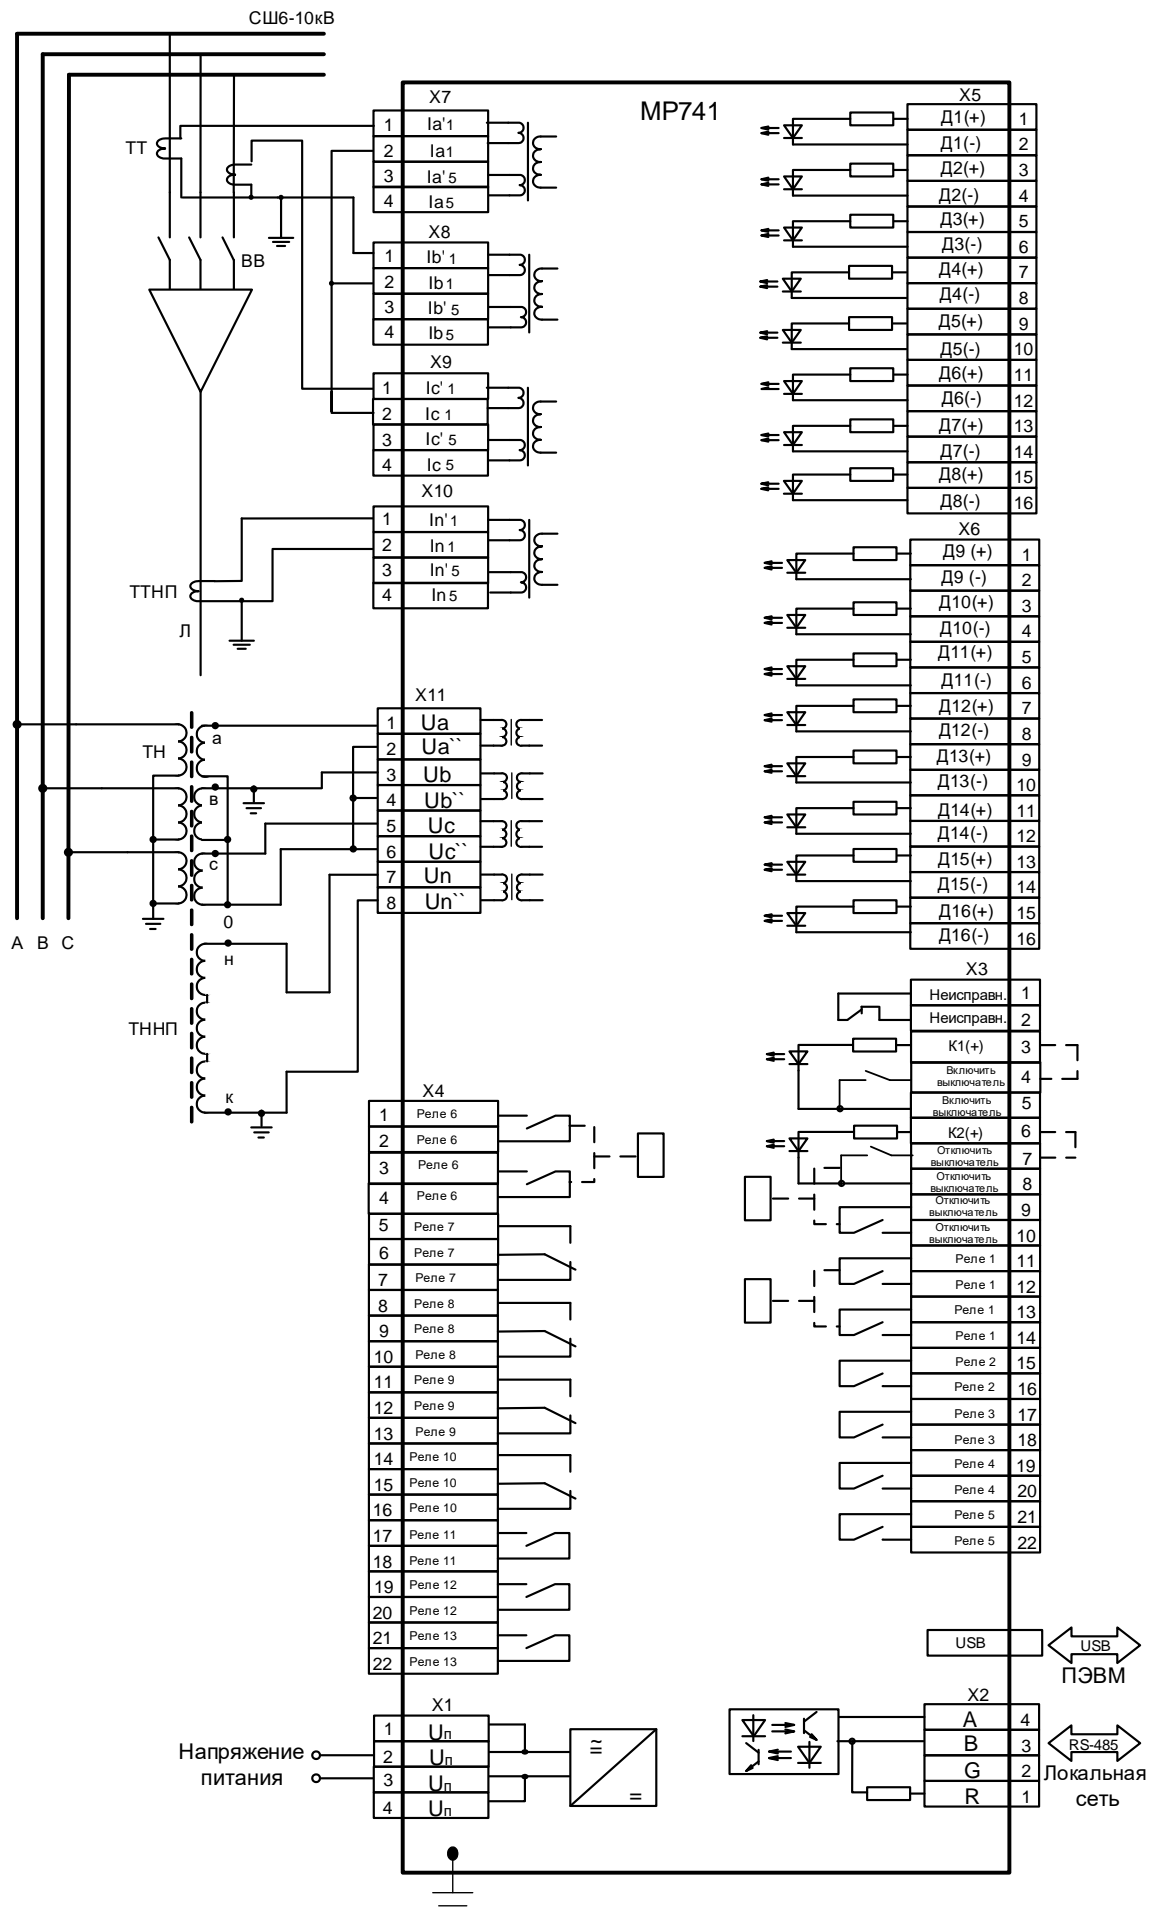 СШ6-10кВ
МР741
ТТ
ВВ
ТТНП
Л
X7
1 Ia'1
2 Ia1
3 Ia'5
4 Ia5
X8
1 Ib'1
2 Ib1
3 Ib'5
4 Ib5
X9
1 Ic'1
2 Ic1
3 Ic'5
4 Ic5
X10
1 In'1
2 In1
3 In'5
4 In5
X11
1 Ua
2 Ua``
3 Ub
4 Ub``
5 Uc
6 Uc``
7 Un
8 Un``
ТН
а
в
с
0
А В С
н
ТННП
к
X4
1 Реле 6
2 Реле 6
3 Реле 6
4 Реле 6
5 Реле 7
6 Реле 7
7 Реле 7
8 Реле 8
9 Реле 8
10 Реле 8
11 Реле 9
12 Реле 9
13 Реле 9
14 Реле 10
15 Реле 10
16 Реле 10
17 Реле 11
18 Реле 11
19 Реле 12
20 Реле 12
21 Реле 13
22 Реле 13
X1
1 Uп
2 Uп
3 Uп
4 Uп
Напряжение
питания
≂
=
X5
Д1(+) 1
Д1(-) 2
Д2(+) 3
Д2(-) 4
Д3(+) 5
Д3(-) 6
Д4(+) 7
Д4(-) 8
Д5(+) 9
Д5(-) 10
Д6(+) 11
Д6(-) 12
Д7(+) 13
Д7(-) 14
Д8(+) 15
Д8(-) 16
X6
Д9 (+) 1
Д9 (-) 2
Д10(+) 3
Д10(-) 4
Д11(+) 5
Д11(-) 6
Д12(+) 7
Д12(-) 8
Д13(+) 9
Д13(-) 10
Д14(+) 11
Д14(-) 12
Д15(+) 13
Д15(-) 14
Д16(+) 15
Д16(-) 16
X3
Неисправн. 1
Неисправн. 2
К1(+) 3
Включить
выключатель 4
Включить
выключатель 5
К2(+) 6
Отключить
выключатель 7
Отключить
выключатель 8
Отключить
выключатель 9
Отключить
выключатель 10
Реле 1 11
Реле 1 12
Реле 1 13
Реле 1 14
Реле 2 15
Реле 2 16
Реле 3 17
Реле 3 18
Реле 4 19
Реле 4 20
Реле 5 21
Реле 5 22
USB
USB
ПЭВМ
X2
A 4
B 3
G 2
R 1
RS-485
Локальная
сеть